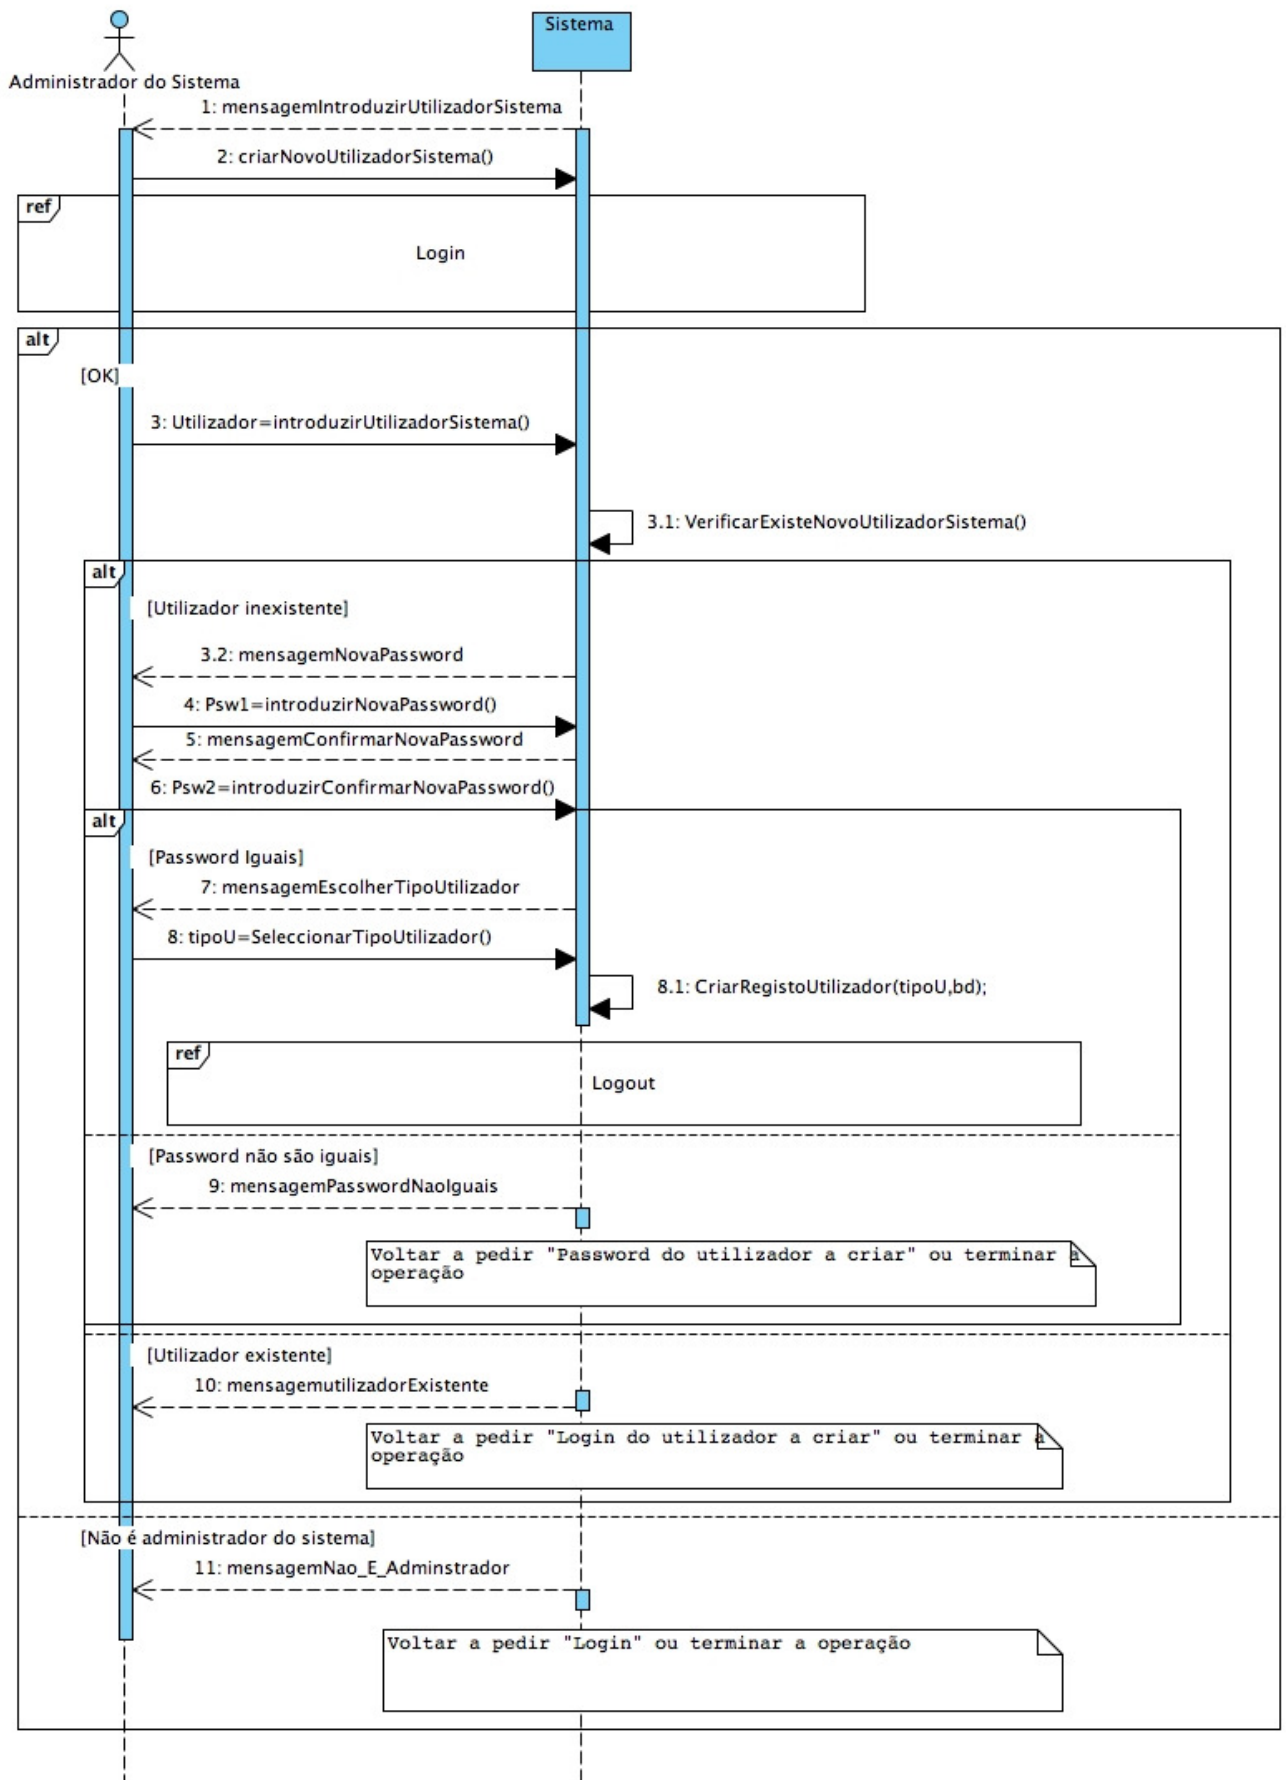 Sistema
Administrador do Sistema
1: mensagemIntroduzirUtilizadorSistema
2: criarNovoUtilizadorSistema()
ref
Login
alt
[OK]
3: Utilizador=introduzirUtilizadorSistema()
3.1: VerificarExisteNovoUtilizadorSistema()
alt
[Utilizador inexistente]
3.2: mensagemNovaPassword
4: Psw1=introduzirNovaPassword()
5: mensagemConfirmarNovaPassword
6: Psw2=introduzirConfirmarNovaPassword()
alt
[Password Iguais]
7: mensagemEscolherTipoUtilizador
8: tipoU=SeleccionarTipoUtilizador()
8.1: CriarRegistoUtilizador(tipoU,bd);
ref
Logout
[Password não são iguais]
9: mensagemPasswordNaoIguais
Voltar a pedir "Password do utilizador a criar" ou terminar a
operação
[Utilizador existente]
10: mensagemutilizadorExistente
Voltar a pedir "Login do utilizador a criar" ou terminar a
operação
[Não é administrador do sistema]
11: mensagemNao_E_Adminstrador
Voltar a pedir "Login" ou terminar a operação